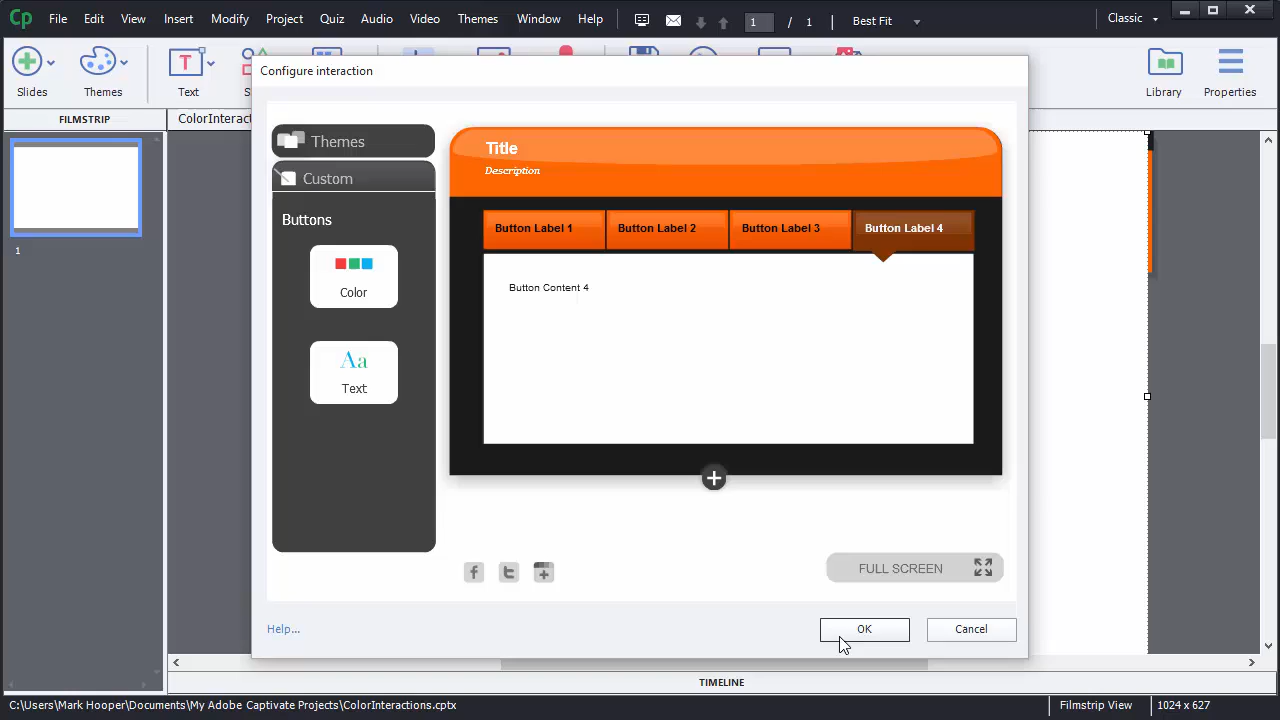 Cp File Edit View Insert Modify Project Quiz Audio Video Themes Window Help 1 / 1 Best Fit Classic
Slides Themes Text Library Properties
Configure interaction
FILMSTRIP
ColorInterac
1
Themes
Custom
Buttons
Color
Aa
Text
Title
Description
Button Label 1 Button Label 2 Button Label 3 Button Label 4
Button Content 4
FULL SCREEN
Help... OK Cancel
TIMELINE
C:\Users\Mark Hooper\Documents\My Adobe Captivate Projects\ColorInteractions.cptx Filmstrip View 1024 x 627